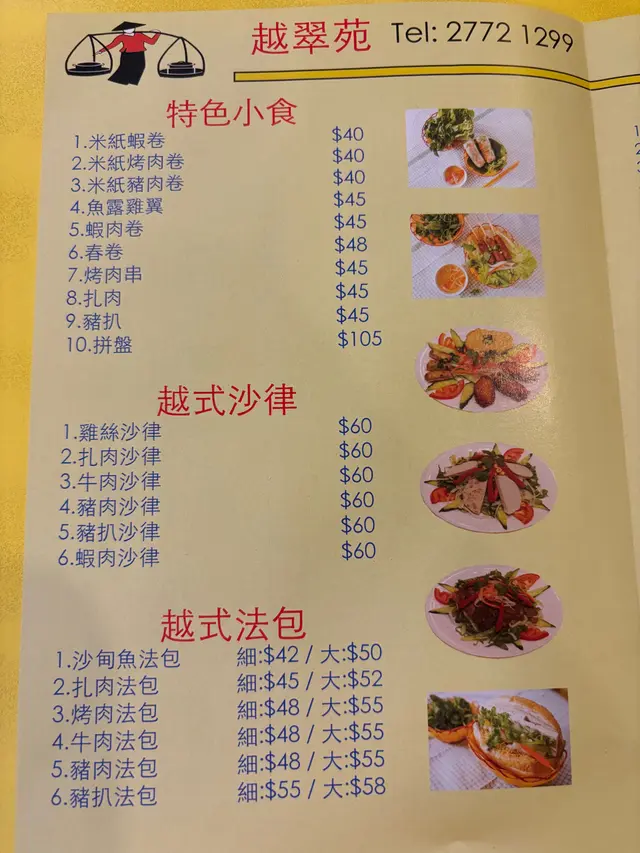 越翠苑 Tel: 2772 1299
特色小食
1.米紙蝦卷 $40
2.米紙烤肉卷 $40
3.米紙豬肉卷 $40
4.魚露雞翼 $45
5.蝦肉卷 $45
6.春卷 $48
7.烤肉串 $45
8.扎肉 $45
9.豬扒 $45
10.拼盤 $105
越式沙律
1.雞絲沙律 $60
2.扎肉沙律 $60
3.牛肉沙律 $60
4.豬肉沙律 $60
5.豬扒沙律 $60
6.蝦肉沙律 $60
越式法包
1.沙甸魚法包 細:$42 / 大:$50
2.扎肉法包 細:$45 / 大:$52
3.烤肉法包 細:$48 / 大:$55
4.牛肉法包 細:$48 / 大:$55
5.豬肉法包 細:$48 / 大:$55
6.豬扒法包 細:$55 / 大:$58